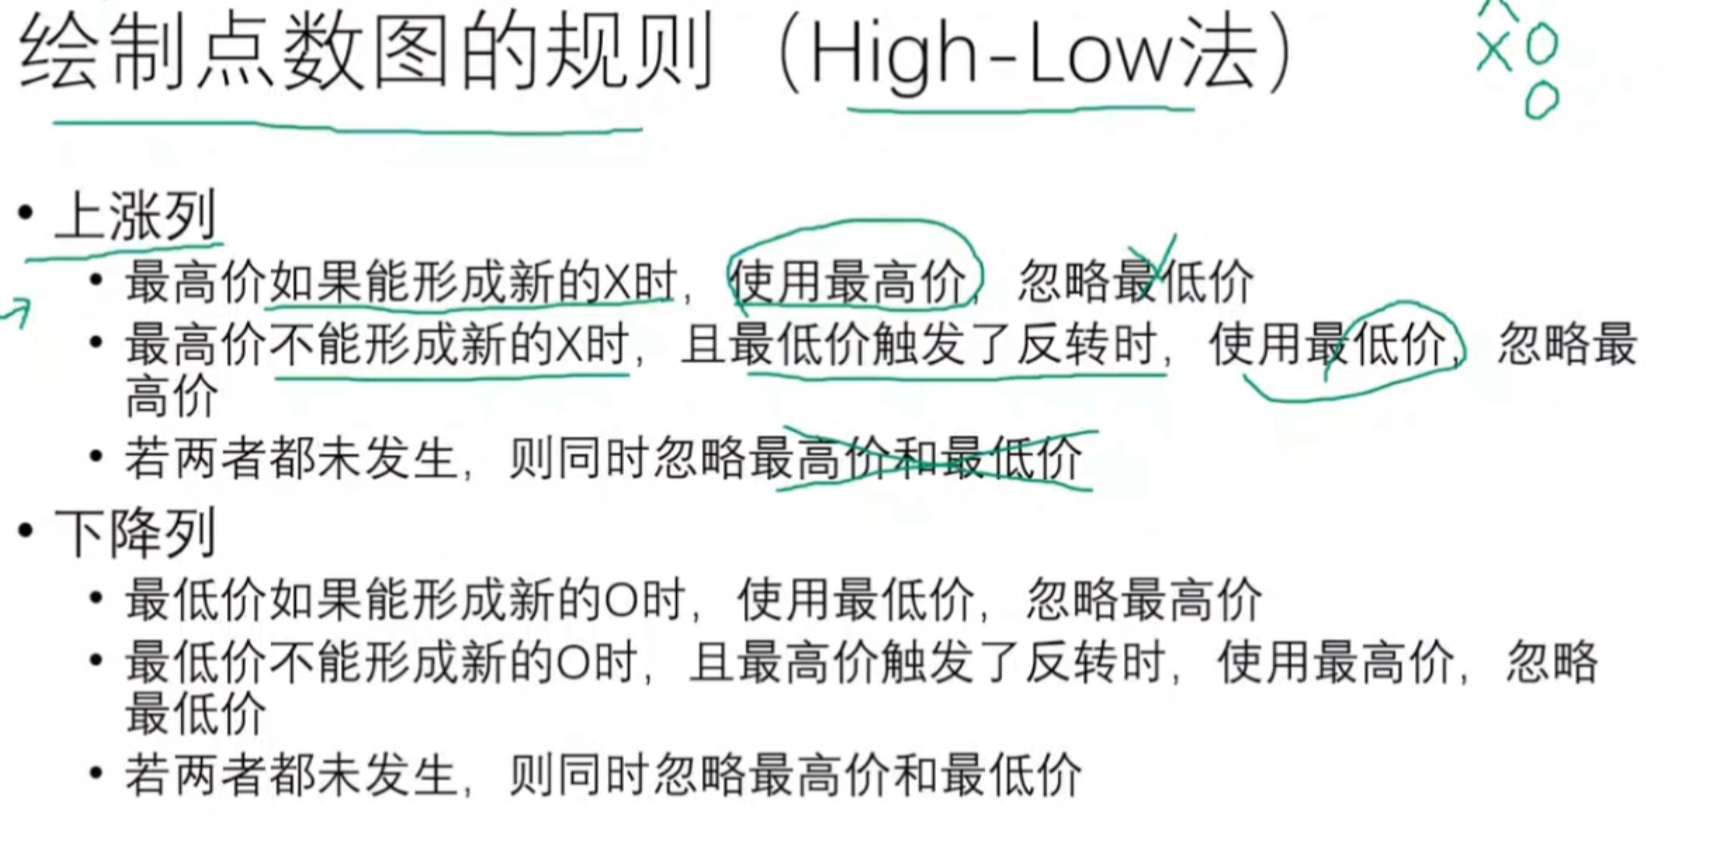 绘制点数图的规则（High-Low法）
X
X O
O
• 上涨列
• 最高价如果能形成新的X时，使用最高价，忽略最低价
• 最高价不能形成新的X时，且最低价触发了反转时，使用最低价，忽略最
高价
• 若两者都未发生，则同时忽略最高价和最低价
• 下降列
• 最低价如果能形成新的O时，使用最低价，忽略最高价
• 最低价不能形成新的O时，且最高价触发了反转时，使用最高价，忽略
最低价
• 若两者都未发生，则同时忽略最高价和最低价